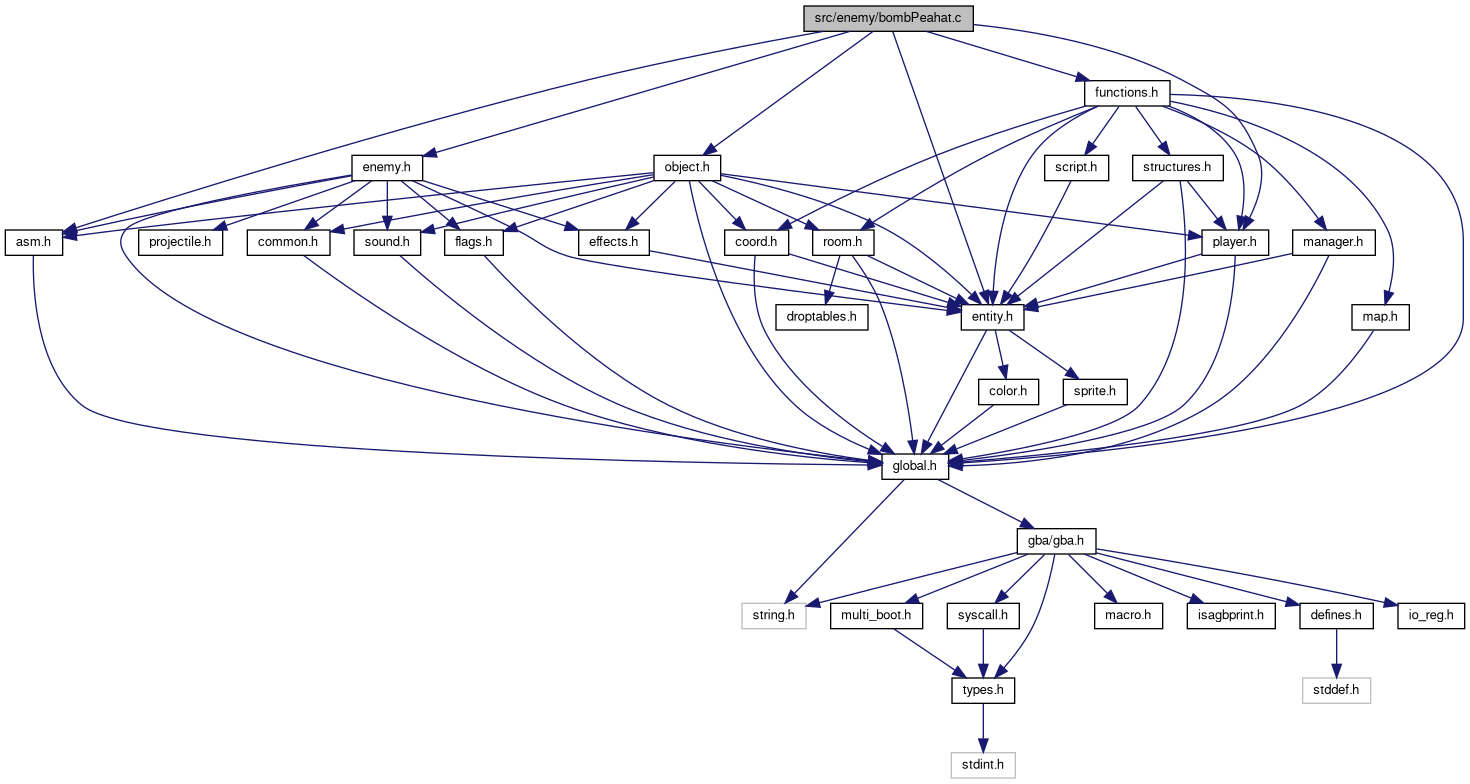 src/enemy/bombPeahat.c
functions.h
enemy.h
object.h
script.h
structures.h
asm.h
projectile.h
common.h
sound.h
flags.h
effects.h
coord.h
room.h
player.h
manager.h
droptables.h
entity.h
map.h
color.h
sprite.h
global.h
gba/gba.h
string.h
multi_boot.h
syscall.h
macro.h
isagbprint.h
defines.h
io_reg.h
types.h
stddef.h
stdint.h